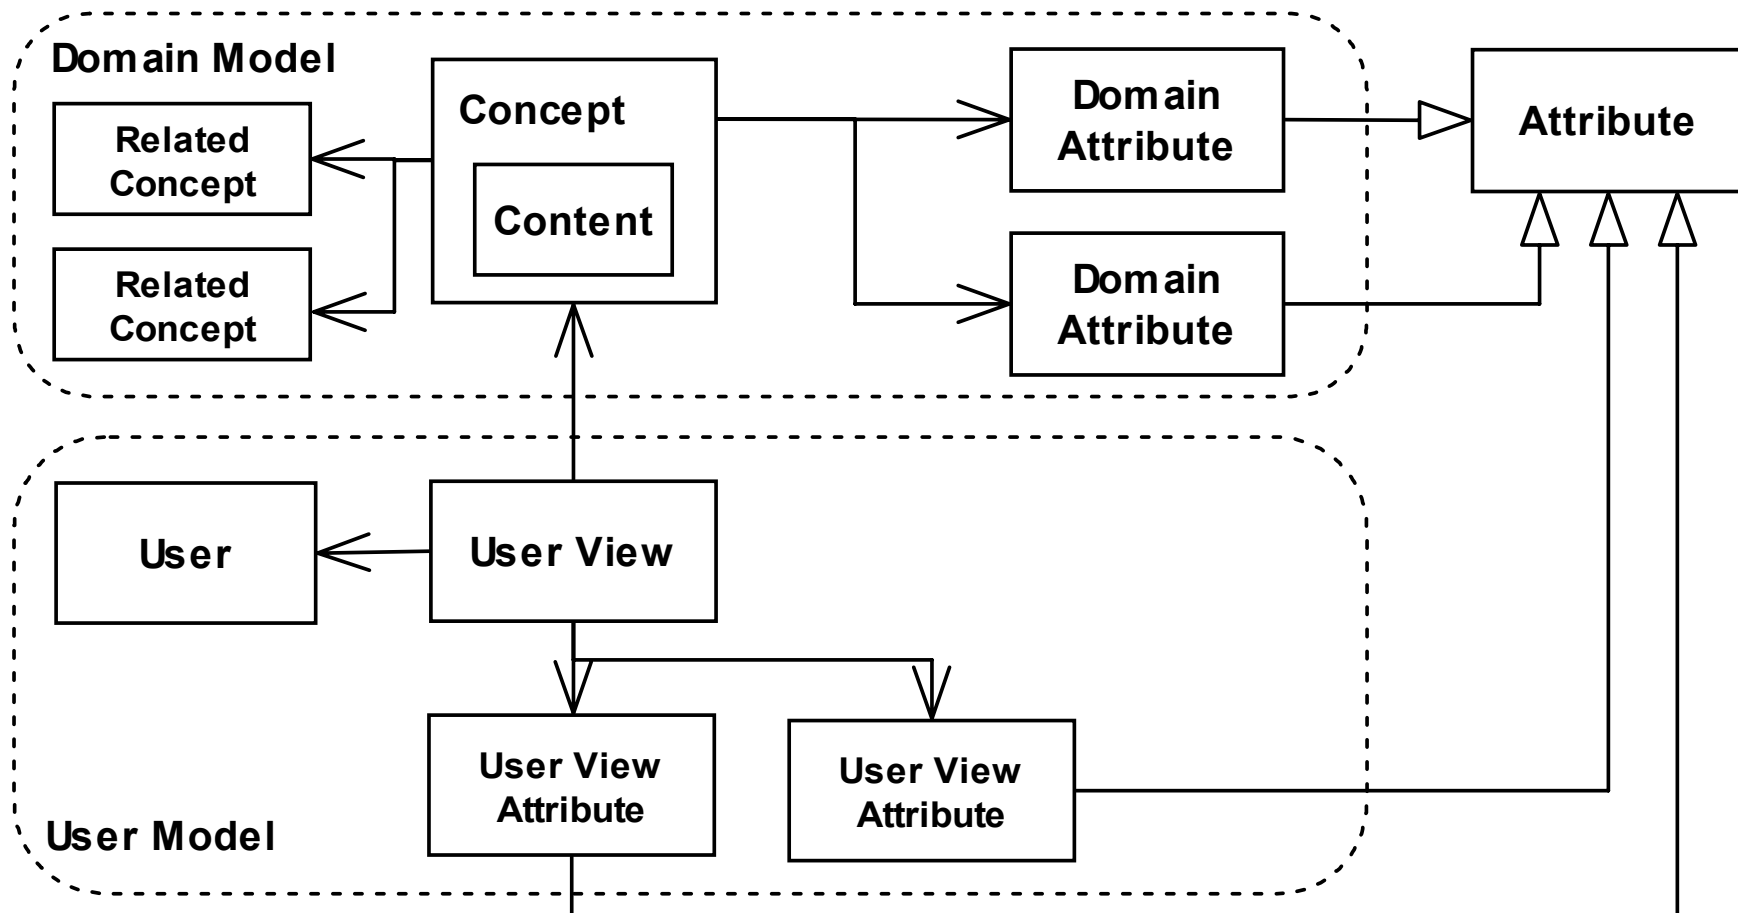 Domain Model
Related
Concept
Related
Concept
Concept
Content
Domain
Attribute
Domain
Attribute
Attribute
User
User View
User View
Attribute
User View
Attribute
User Model